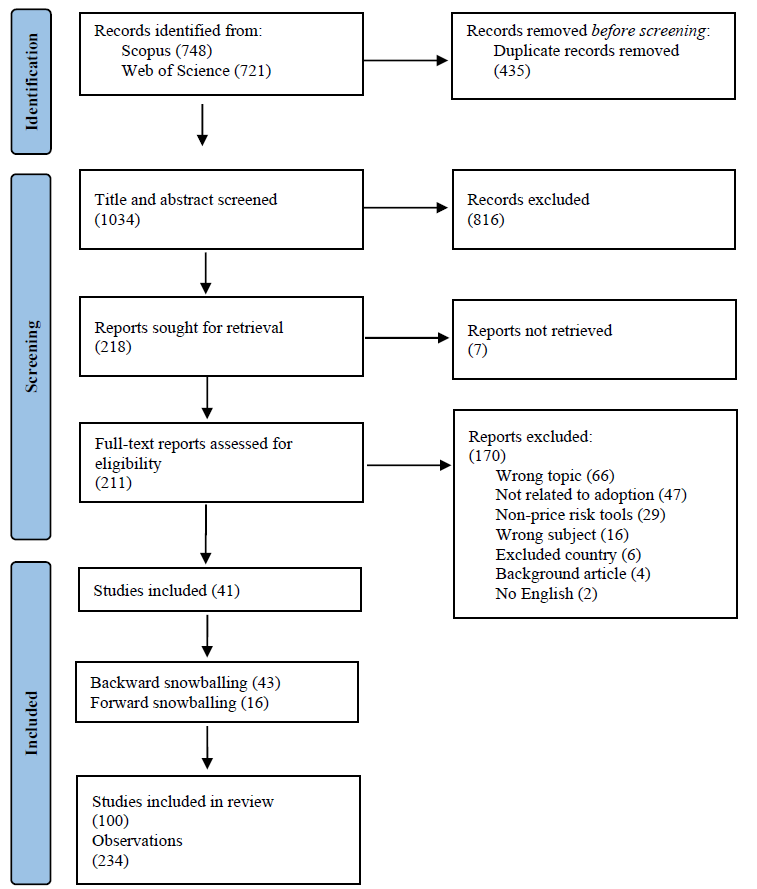 Identification
Records identified from:
Scopus (748)
Web of Science (721)
Records removed before screening:
Duplicate records removed
(435)
Screening
Title and abstract screened
(1034)
Records excluded
(816)
Reports sought for retrieval
(218)
Reports not retrieved
(7)
Full-text reports assessed for
eligibility
(211)
Reports excluded:
(170)
Wrong topic (66)
Not related to adoption (47)
Non-price risk tools (29)
Wrong subject (16)
Excluded country (6)
Background article (4)
No English (2)
Included
Studies included (41)
Backward snowballing (43)
Forward snowballing (16)
Studies included in review
(100)
Observations
(234)